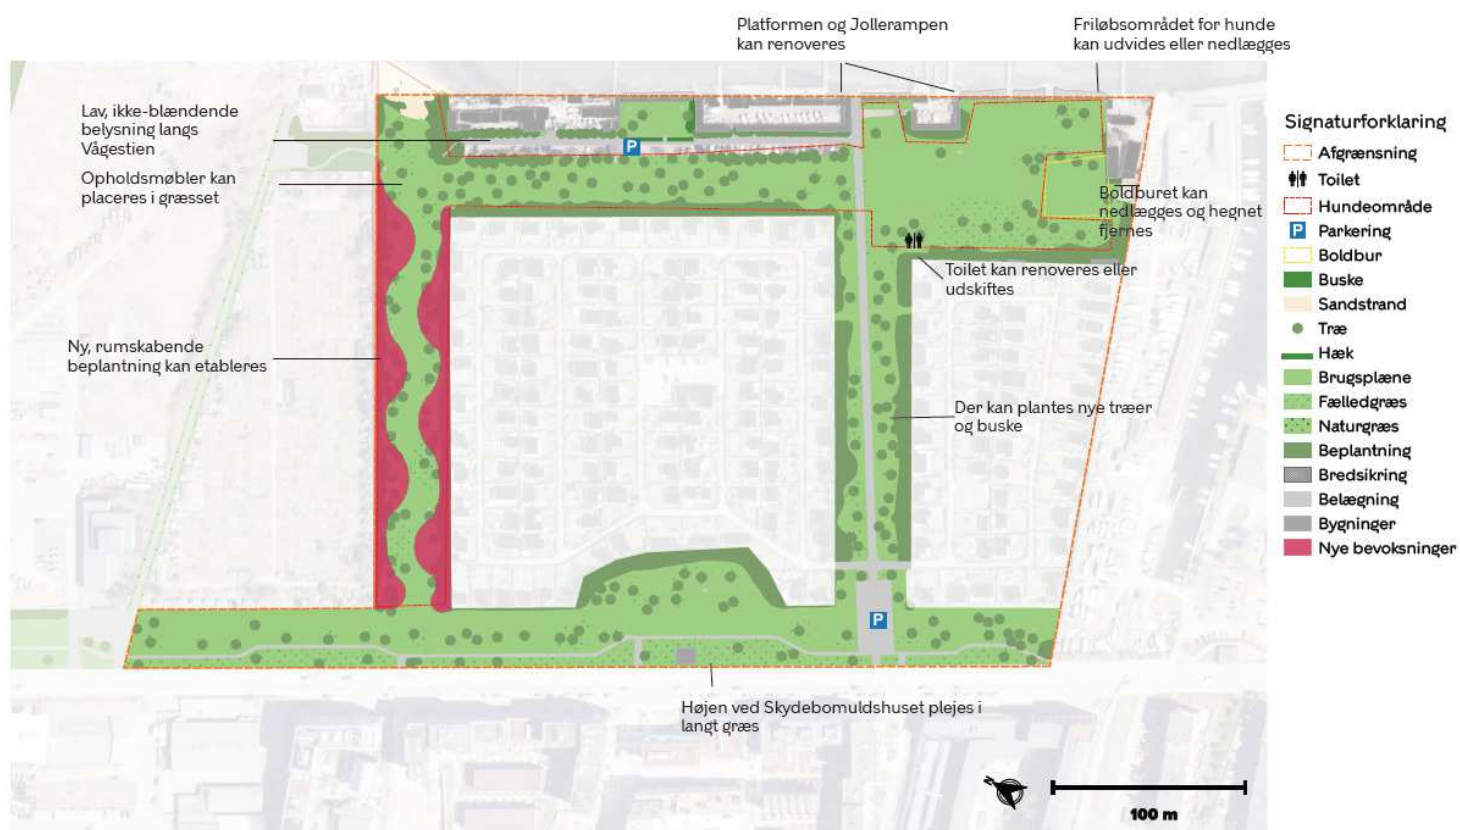 Platformen og Jollerampen
kan renoveres
Friløbsområdet for hunde
kan udvides eller nedlægges
Lav, ikke-blændende
belysning langs
Vågestien
Opholdsmøbler kan
placeres i græsset
P
Boldburet kan
nedlægges og hegnet
fjernes
Toilet kan renoveres eller
udskiftes
Ny, rumskabende
beplantning kan etableres
Der kan plantes nye træer
og buske
P
Højen ved Skydebomuldshuset plejes i
langt græs
100 m
Signaturforklaring
Afgrænsning
Toilet
Hundeområde
P Parkering
Boldbur
Buske
Sandstrand
Træ
Hæk
Brugsplæne
Fælledgræs
Naturgræs
Beplantning
Bredsikring
Belægning
Bygninger
Nye bevoksninger